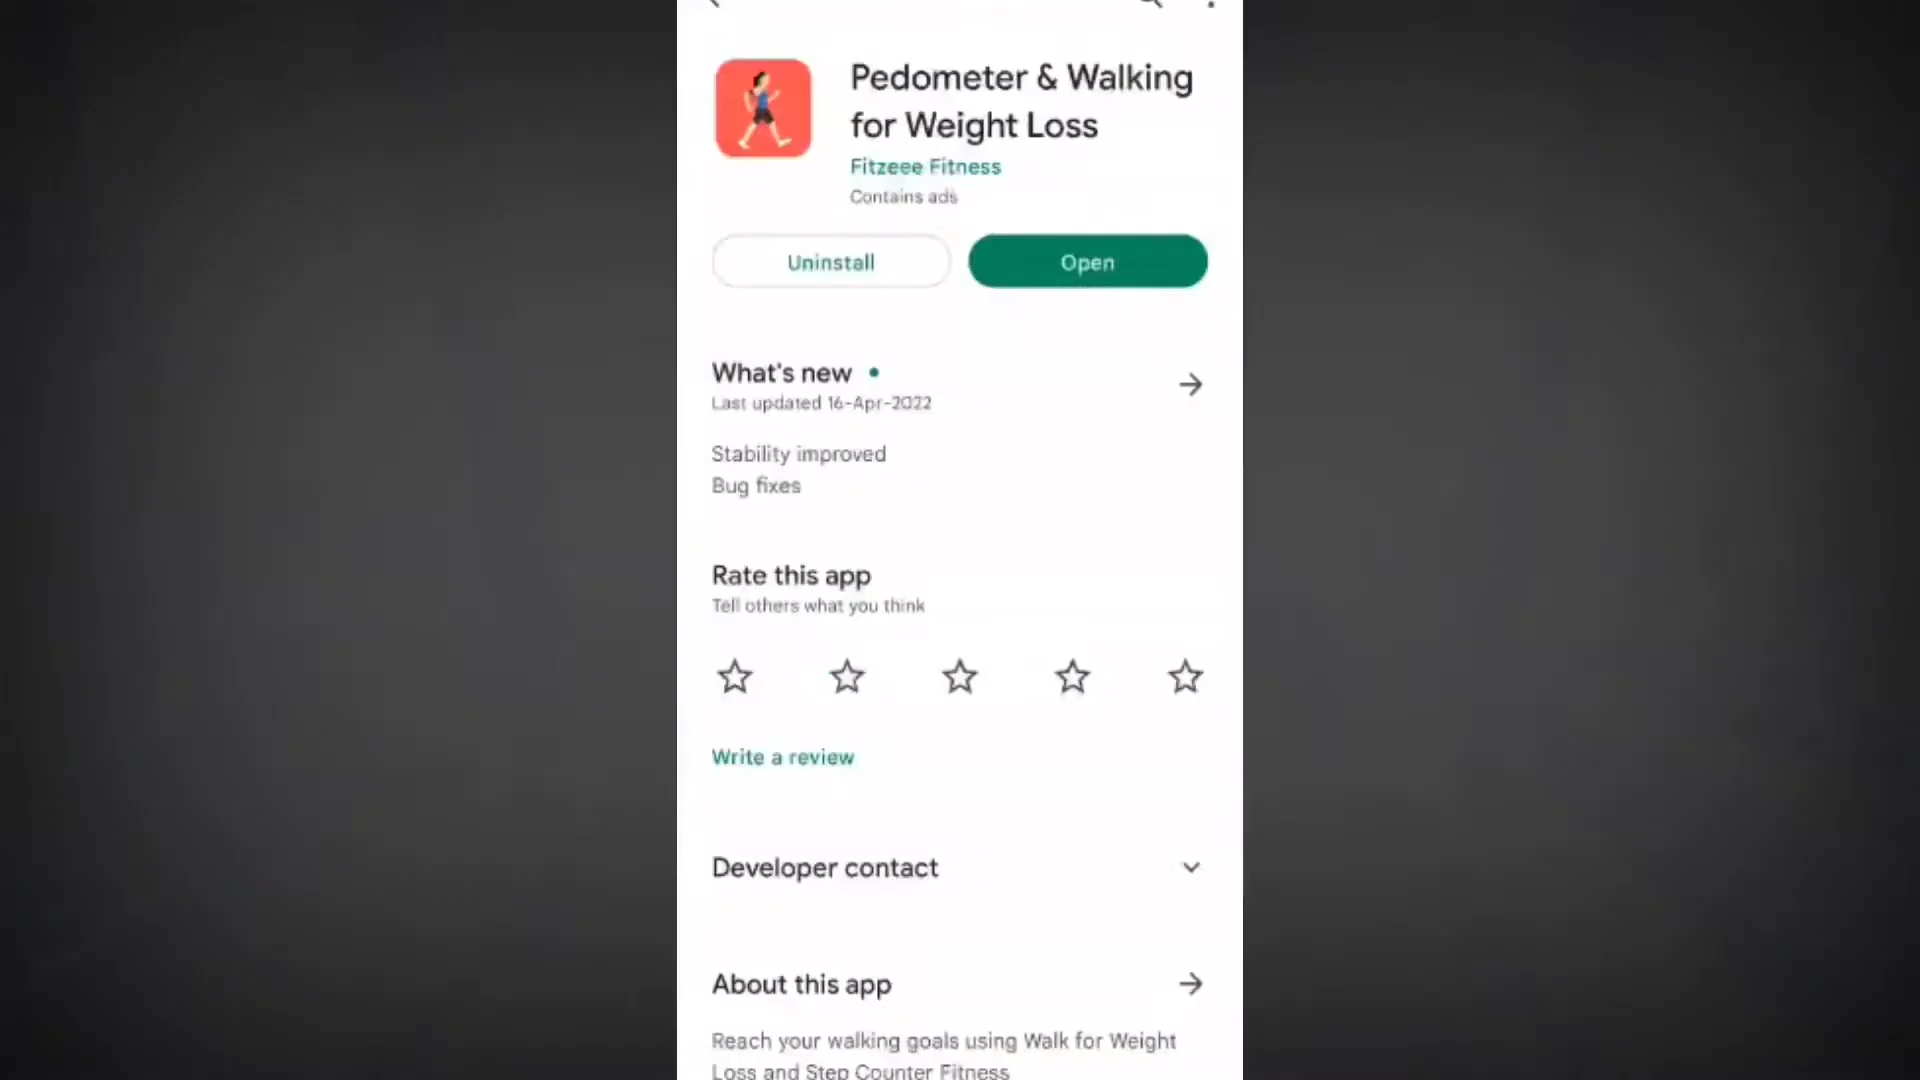 Pedometer & Walking
for Weight Loss
Fitzeee Fitness
Contains ads
Uninstall
Open
What's new
Last updated 16-Apr-2022
Stability improved
Bug fixes
Rate this app
Tell others what you think
Write a review
Developer contact
About this app
Reach your walking goals using Walk for Weight
Loss and Step Counter Fitness